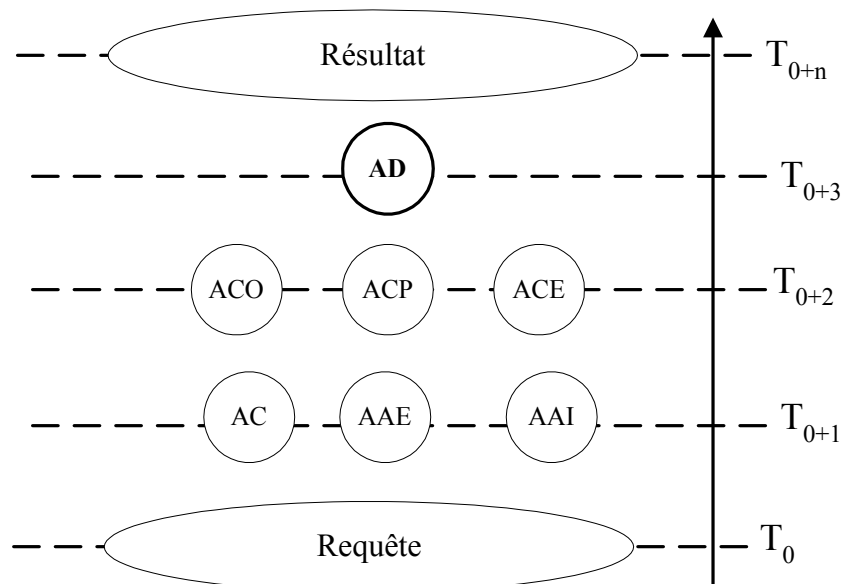 Résultat T0+n
AD T0+3
ACO ACP ACE T0+2
AC AAE AAI T0+1
Requête T0